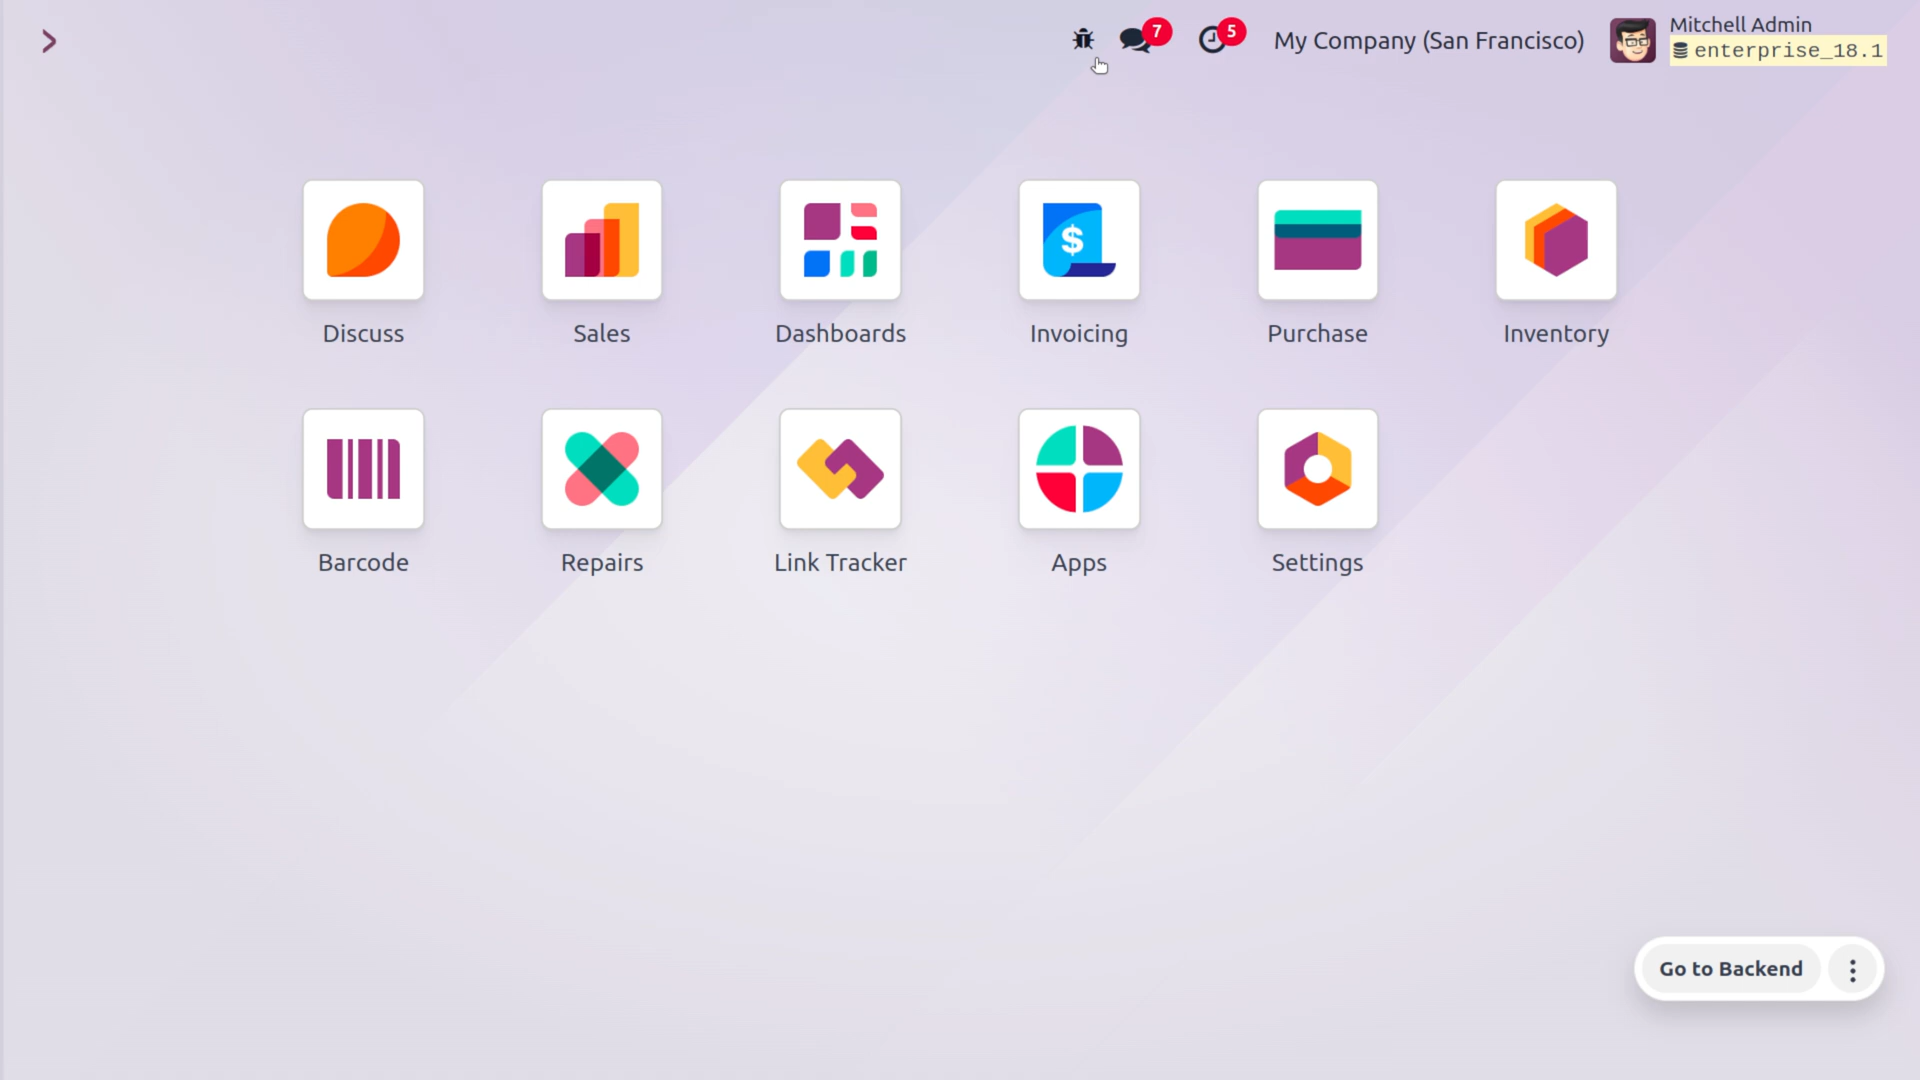 7
5
My Company (San Francisco)
Mitchell Admin
enterprise_18.1
Discuss
Sales
Dashboards
$
Invoicing
Purchase
Inventory
Barcode
Repairs
Link Tracker
Apps
Settings
Go to Backend